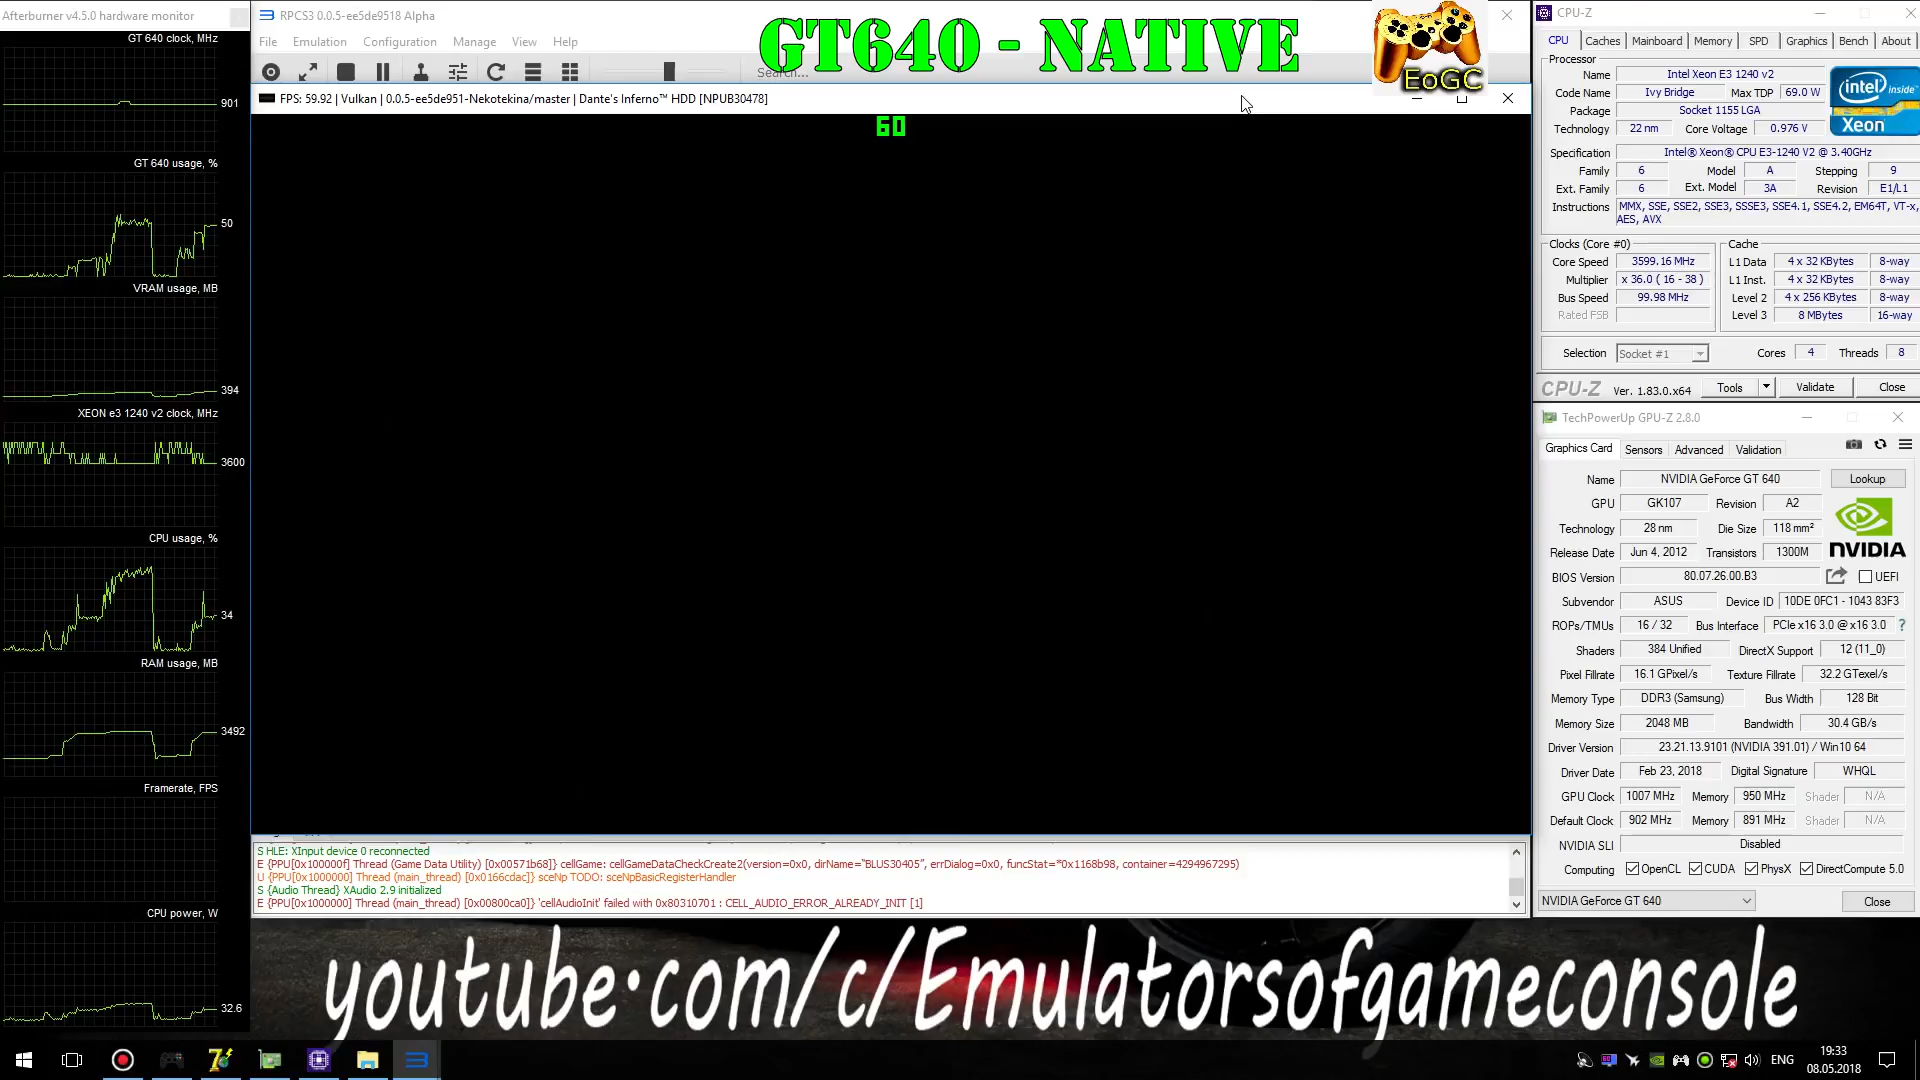 Afterburner v4.5.0 hardware monitor
GT 640 clock, MHz
901
GT 640 usage, %
50
VRAM usage, MB
394
XEON e3 1240 v2 clock, MHz
3600
CPU usage, %
34
RAM usage, MB
3492
Framerate, FPS
CPU power, W
32.6
RPCS3 0.0.5-ee5de9518 Alpha
File Emulation Configuration Manage View Help
Search...
GT640 - NATIVE
EoGC
FPS: 59.92 | Vulkan | 0.0.5-ee5de951-Nekotekina/master | Dante's Inferno™ HDD [NPUB30478]
60
S HLE: XInput device 0 reconnected
E {PPU[0x100000f] Thread (Game Data Utility) [0x00571b68]} cellGame: cellGameDataCheckCreate2(version=0x0, dirName="BLUS30405", errDialog=0x0, funcStat=*0x1168b98, container=4294967295)
U {PPU[0x1000000] Thread (main_thread) [0x0166cdac]} sceNp TODO: sceNpBasicRegisterHandler
S {Audio Thread} XAudio 2.9 initialized
E {PPU[0x1000000] Thread (main_thread) [0x00800ca0]} 'cellAudioInit' failed with 0x80310701 : CELL_AUDIO_ERROR_ALREADY_INIT [1]
CPU-Z
CPU Caches Mainboard Memory SPD Graphics Bench About
Processor
Name Intel Xeon E3 1240 v2
Code Name Ivy Bridge Max TDP 69.0 W
Package Socket 1155 LGA
Technology 22 nm Core Voltage 0.976 V
intel inside™
Xeon
Specification Intel® Xeon® CPU E3-1240 V2 @ 3.40GHz
Family 6 Model A Stepping 9
Ext. Family 6 Ext. Model 3A Revision E1/L1
Instructions MMX, SSE, SSE2, SSE3, SSSE3, SSE4.1, SSE4.2, EM64T, VT-x,
AES, AVX
Clocks (Core #0) Cache
Core Speed 3599.16 MHz L1 Data 4 x 32 KBytes 8-way
Multiplier x 36.0 ( 16 - 38 ) L1 Inst. 4 x 32 KBytes 8-way
Bus Speed 99.98 MHz Level 2 4 x 256 KBytes 8-way
Rated FSB Level 3 8 MBytes 16-way
Selection Socket #1 Cores 4 Threads 8
CPU-Z Ver. 1.83.0.x64 Tools Validate Close
TechPowerUp GPU-Z 2.8.0
Graphics Card Sensors Advanced Validation
Name NVIDIA GeForce GT 640 Lookup
GPU GK107 Revision A2
Technology 28 nm Die Size 118 mm²
Release Date Jun 4, 2012 Transistors 1300M
NVIDIA
BIOS Version 80.07.26.00.B3 UEFI
Subvendor ASUS Device ID 10DE 0FC1 - 1043 83F3
ROPs/TMUs 16 / 32 Bus Interface PCIe x16 3.0 @ x16 3.0 ?
Shaders 384 Unified DirectX Support 12 (11_0)
Pixel Fillrate 16.1 GPixel/s Texture Fillrate 32.2 GTexel/s
Memory Type DDR3 (Samsung) Bus Width 128 Bit
Memory Size 2048 MB Bandwidth 30.4 GB/s
Driver Version 23.21.13.9101 (NVIDIA 391.01) / Win10 64
Driver Date Feb 23, 2018 Digital Signature WHQL
GPU Clock 1007 MHz Memory 950 MHz Shader N/A
Default Clock 902 MHz Memory 891 MHz Shader N/A
NVIDIA SLI Disabled
Computing OpenCL CUDA PhysX DirectCompute 5.0
NVIDIA GeForce GT 640 Close
youtube.com/c/Emulatorsofgameconsole
ENG
19:33
08.05.2018